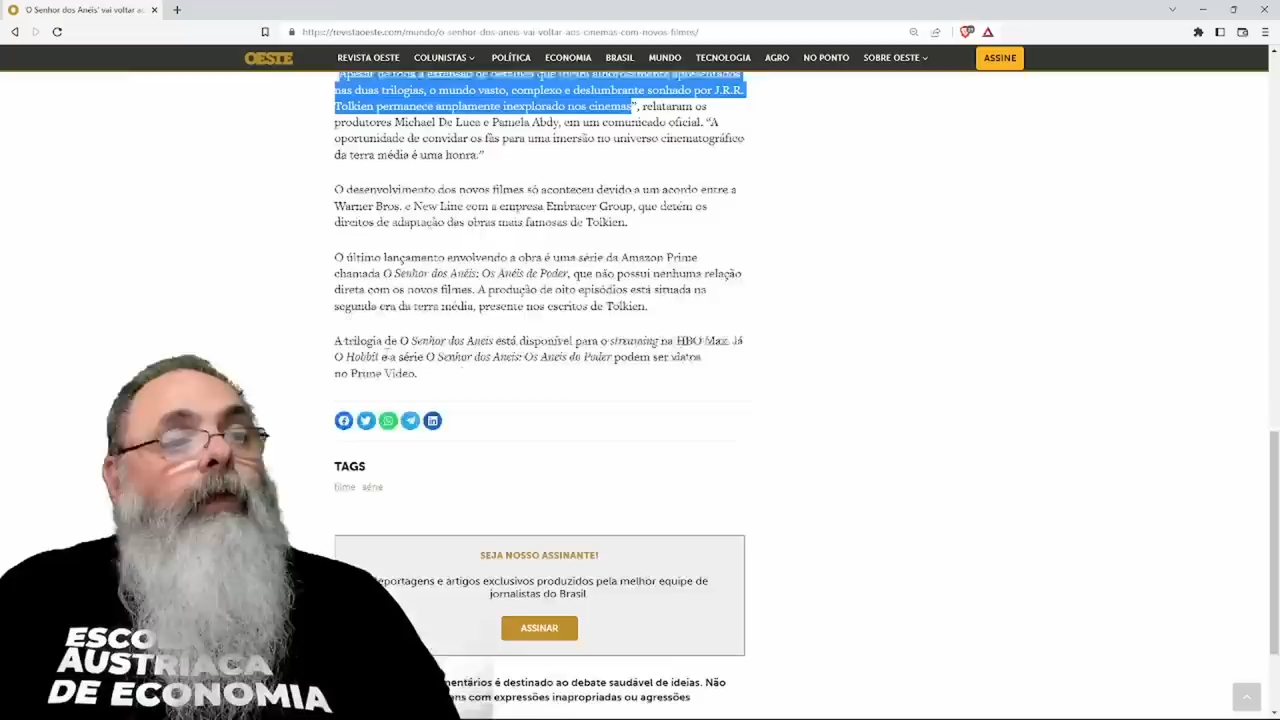 'O Senhor dos Anéis' vai voltar ao
https://revistaoeste.com/mundo/o-senhor-dos-aneis-vai-voltar-aos-cinemas-com-novos-filmes/
OESTE
REVISTA OESTE COLUNISTAS POLÍTICA ECONOMIA BRASIL MUNDO TECNOLOGIA AGRO NO PONTO SOBRE OESTE
ASSINE
nas duas trilogias, o mundo vasto, complexo e deslumbrante sonhado por J.R.R.
Tolkien permanece amplamente inexplorado nos cinemas”, relataram os
produtores Michael De Luca e Pamela Abdy, em um comunicado oficial. “A
oportunidade de convidar os fãs para uma imersão no universo cinematográfico
da terra média é uma honra.”
O desenvolvimento dos novos filmes só aconteceu devido a um acordo entre a
Warner Bros. e New Line com a empresa Embracer Group, que detém os
direitos de adaptação das obras mais famosas de Tolkien.
O último lançamento envolvendo a obra é uma série da Amazon Prime
chamada O Senhor dos Anéis: Os Anéis de Poder, que não possui nenhuma relação
direta com os novos filmes. A produção de oito episódios está situada na
segunda era da terra média, presente nos escritos de Tolkien.
A trilogia de O Senhor dos Anéis está disponível para o streaming na HBO Max. Já
O Hobbit e a série O Senhor dos Anéis: Os Anéis do Poder podem ser vistos
no Prime Video.
TAGS
filme série
SEJA NOSSO ASSINANTE!
reportagens e artigos exclusivos produzidos pela melhor equipe de
jornalistas do Brasil.
ASSINAR
mentários é destinado ao debate saudável de ideias. Não
ens com expressões inapropriadas ou agressões
ESCO
AUSTRIACA
DE ECONOMIA